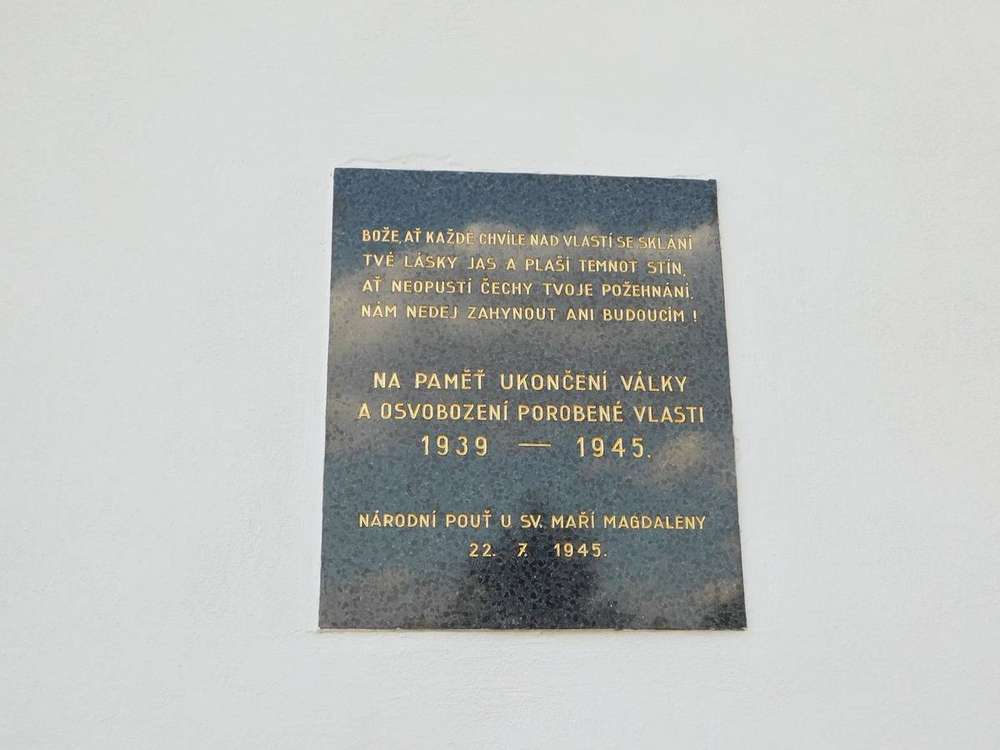 BOŽE, AŤ KAŽDÉ CHVÍLE NAD VLASTÍ SE SKLÁNÍ
TVÉ LÁSKY JAS A PLAŠÍ TEMNOT STÍN,
AŤ NEOPUSTÍ ČECHY TVOJE POŽEHNÁNÍ,
NÁM NEDEJ ZAHYNOUT ANI BUDOUCÍM !
NA PAMĚŤ UKONČENÍ VÁLKY
A OSVOBOZENÍ POROBENÉ VLASTI
1939 — 1945.
NÁRODNÍ POUŤ U SV. MAŘÍ MAGDALENY
22. 7. 1945.